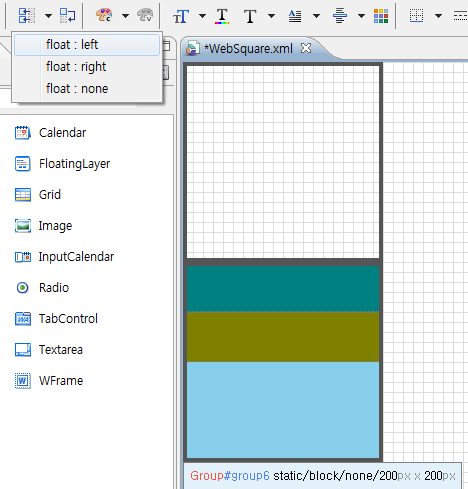 float : left
float : right
float : none
*WebSquare.xml
Calendar
FloatingLayer
Grid
Image
InputCalendar
Radio
TabControl
Textarea
WFrame
Group#group6 static/block/none/200px x 200px